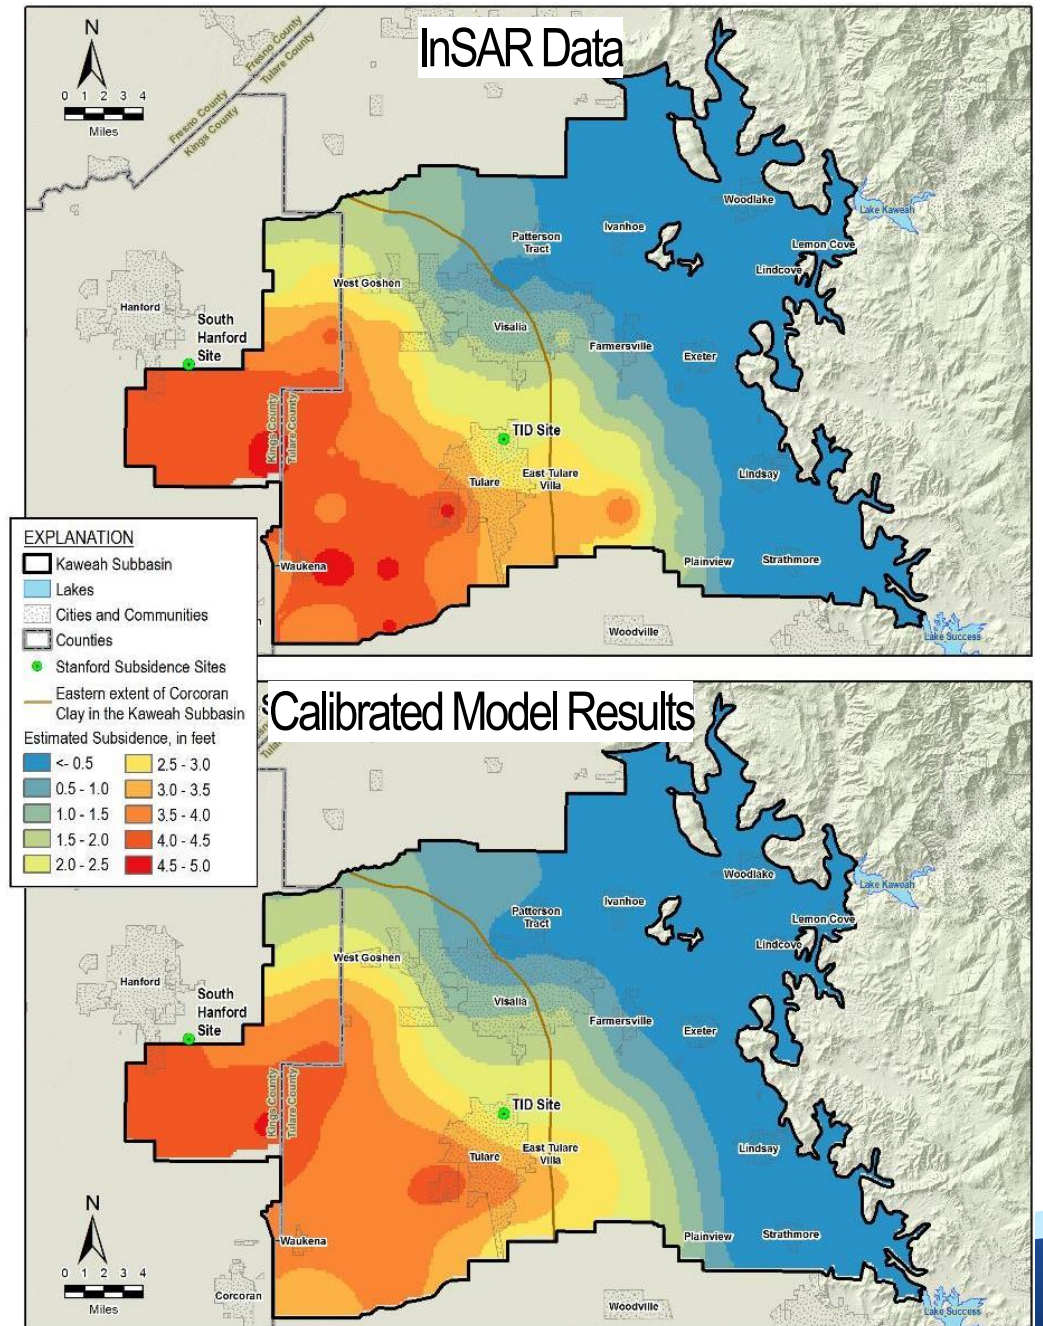 InSAR Data
N
0 1 2 3 4
Miles
Fresno County
Tulare County
Fresno County
Kings County
Woodlake
Lake Kaweah
Ivanhoe
Patterson
Tract
Lemon Cove
Lindcove
West Goshen
Hanford
South
Hanford
Site
Visalia
Farmersville
Exeter
Kings County
Tulare County
TID Site
East Tulare
Villa
Tulare
Lindsay
Waukena
Plainview
Strathmore
Woodville
Lake Success
EXPLANATION
Kaweah Subbasin
Lakes
Cities and Communities
Counties
Stanford Subsidence Sites
Eastern extent of Corcoran
Clay in the Kaweah Subbasin
Estimated Subsidence, in feet
<- 0.5
0.5 - 1.0
1.0 - 1.5
1.5 - 2.0
2.0 - 2.5
2.5 - 3.0
3.0 - 3.5
3.5 - 4.0
4.0 - 4.5
4.5 - 5.0
Calibrated Model Results
Woodlake
Lake Kaweah
Ivanhoe
Patterson
Tract
Lemon Cove
Lindcove
West Goshen
Hanford
South
Hanford
Site
Visalia
Farmersville
Exeter
Kings County
Tulare County
TID Site
East Tulare
Villa
Tulare
Lindsay
N
0 1 2 3 4
Miles
Waukena
Corcoran
Plainview
Strathmore
Woodville
Lake Success